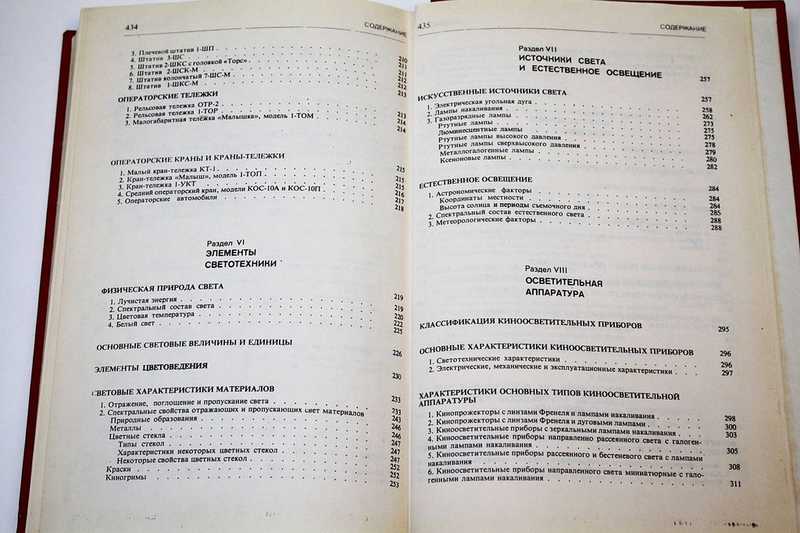 434
СОДЕРЖАНИЕ
3. Плечевой штатив 1-ШП
4. Штатив 3-ШС 210
5. Штатив 2-ШКС с головкой «Торс» 211
6. Штатив 2-ШСК-М 211
7. Штатив колончатый 7-ШС-М 212
8. Штатив 1-ШКС-М 212
213
ОПЕРАТОРСКИЕ ТЕЛЕЖКИ
1. Рельсовая тележка ОТР-2
2. Рельсовая тележка 1-ТОР 213
3. Малогабаритная тележка «Малышка», модель 1-ТОМ 214
214
ОПЕРАТОРСКИЕ КРАНЫ И КРАНЫ-ТЕЛЕЖКИ
1. Малый кран-тележка КТ-1 215
2. Кран-тележка «Малыш», модель 1-ТОП 215
3. Кран-тележка 1-УКТ 215
4. Средний операторский кран, модели КОС-10А и КОС-10П 216
5. Операторские автомобили 217
218
Раздел VI
ЭЛЕМЕНТЫ
СВЕТОТЕХНИКИ
ФИЗИЧЕСКАЯ ПРИРОДА СВЕТА
1. Лучистая энергия 219
2. Спектральный состав света 219
3. Цветовая температура 220
4. Белый свет 222
225
ОСНОВНЫЕ СВЕТОВЫЕ ВЕЛИЧИНЫ И ЕДИНИЦЫ
226
ЭЛЕМЕНТЫ ЦВЕТОВЕДЕНИЯ
230
СВЕТОВЫЕ ХАРАКТЕРИСТИКИ МАТЕРИАЛОВ
1. Отражение, поглощение и пропускание света 233
2. Спектральные свойства отражающих и пропускающих свет материалов 233
Природные образования 243
Металлы 246
Цветные стекла 246
Типы стекол 247
Характеристики некоторых цветных стекол 247
Некоторые свойства цветных стекол 247
Краски 252
Кингримы 252
253
435
СОДЕРЖАНИЕ
Раздел VII
ИСТОЧНИКИ СВЕТА
И ЕСТЕСТВЕННОЕ ОСВЕЩЕНИЕ
257
ИСКУССТВЕННЫЕ ИСТОЧНИКИ СВЕТА
1. Электрическая угольная дуга 257
2. Лампы накаливания 258
3. Газоразрядные лампы 262
Ртутные лампы 273
Люминесцентные лампы 275
Ртутные лампы высокого давления 275
Ртутные лампы сверхвысокого давления 278
Металлогалогенные лампы 279
Ксеноновые лампы 280
282
ЕСТЕСТВЕННОЕ ОСВЕЩЕНИЕ
1. Астрономические факторы 284
Координаты местности 284
Высота солнца и периоды съемочного дня 284
2. Спектральный состав естественного света 285
3. Метеорологические факторы 288
288
Раздел VIII
ОСВЕТИТЕЛЬНАЯ
АППАРАТУРА
КЛАССИФИКАЦИЯ КИНООСВЕТИТЕЛЬНЫХ ПРИБОРОВ 295
ОСНОВНЫЕ ХАРАКТЕРИСТИКИ КИНООСВЕТИТЕЛЬНЫХ ПРИБОРОВ 296
1. Светотехнические характеристики 296
2. Электрические, механические и эксплуатационные характеристики 297
ХАРАКТЕРИСТИКИ ОСНОВНЫХ ТИПОВ КИНООСВЕТИТЕЛЬНОЙ
АППАРАТУРЫ
1. Кинопрожекторы с линзами Френеля и лампами накаливания 298
2. Кинопрожекторы с линзами Френеля и дуговыми лампами 300
3. Киноосветительные приборы с зеркальными лампами накаливания 303
4. Киноосветительные приборы направленно рассеянного света с галоген-
ными лампами накаливания 305
5. Киноосветительные приборы рассеянного и бестеневого света с лампами
накаливания 308
6. Киноосветительные приборы направленного света миниатюрные с гало-
генными лампами накаливания 311